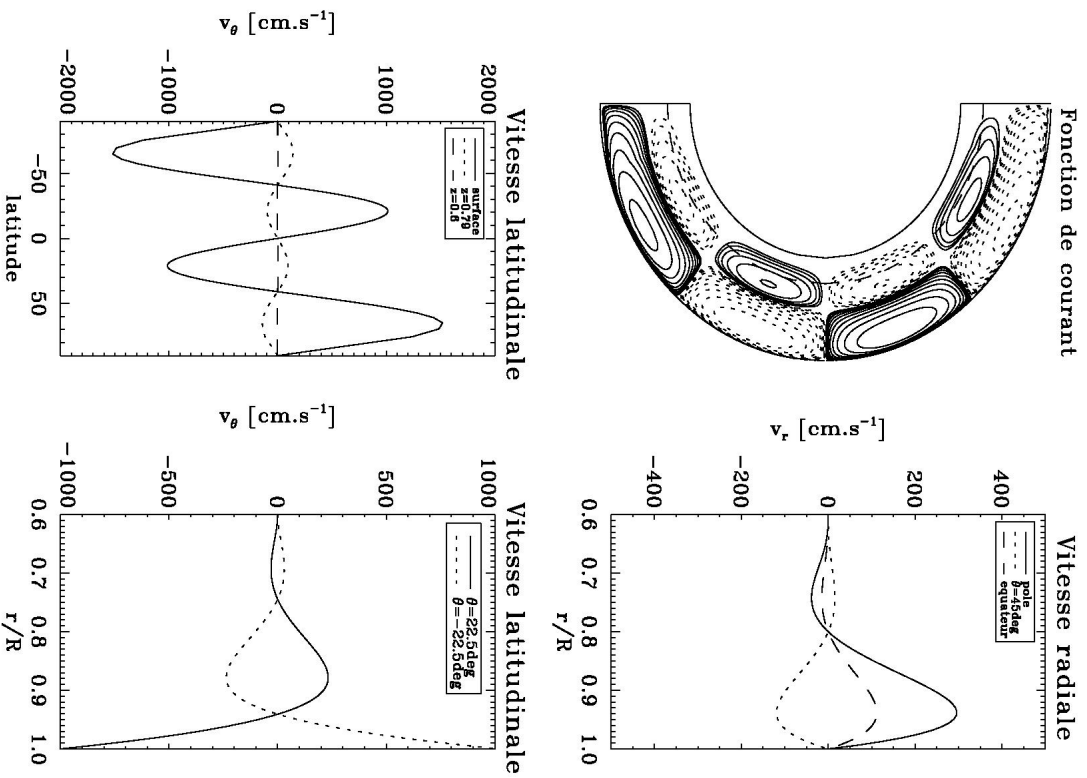 Fonction de courant
Vitesse radiale
v_r [cm.s⁻¹]
400
200
0
-200
-400
pole
θ=45deg
equateur
0.6 0.7 0.8 0.9 1.0
r/R
Vitesse latitudinale
v_θ [cm.s⁻¹]
2000
1000
0
-1000
-2000
surface
z=0.79
z=0.6
-50 0 50
latitude
Vitesse latitudinale
v_θ [cm.s⁻¹]
1000
500
0
-500
-1000
θ=22.5deg
θ=-22.5deg
0.6 0.7 0.8 0.9 1.0
r/R